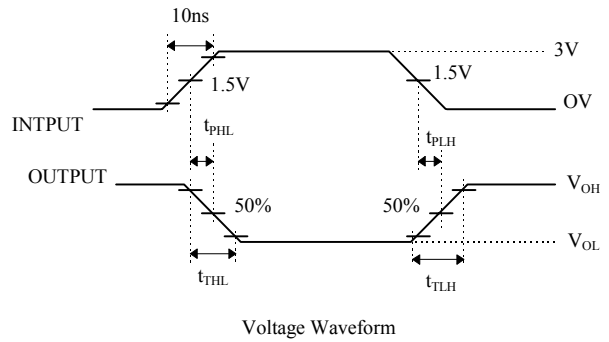 10ns
3V
1.5V
1.5V
OV
INTPUT
tPHL
tPLH
OUTPUT
50%
50%
VOH
VOL
tTHL
tTLH
Voltage Waveform